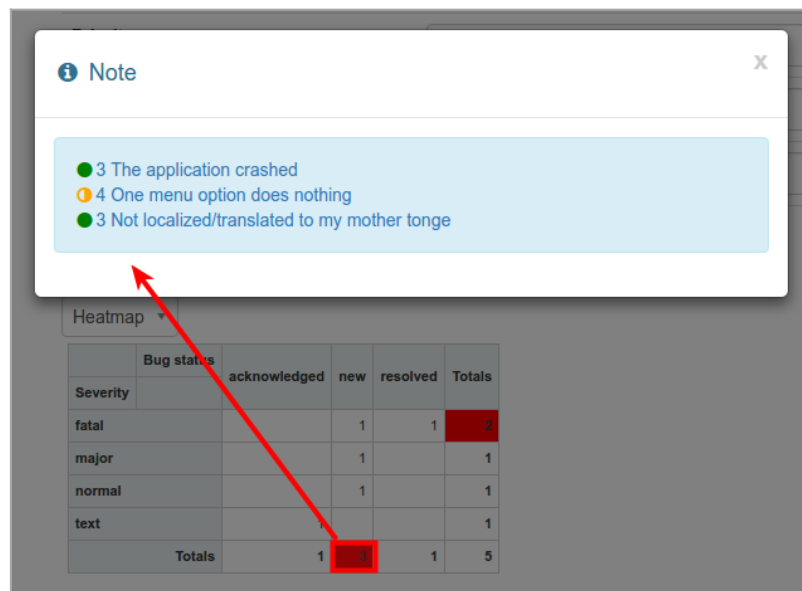 Note
x
3 The application crashed
4 One menu option does nothing
3 Not localized/translated to my mother tonge
Heatmap
Bug status
acknowledged new resolved Totals
Severity
fatal 1 1 2
major 1 1
normal 1 1
text 1 1
Totals 1 3 1 5